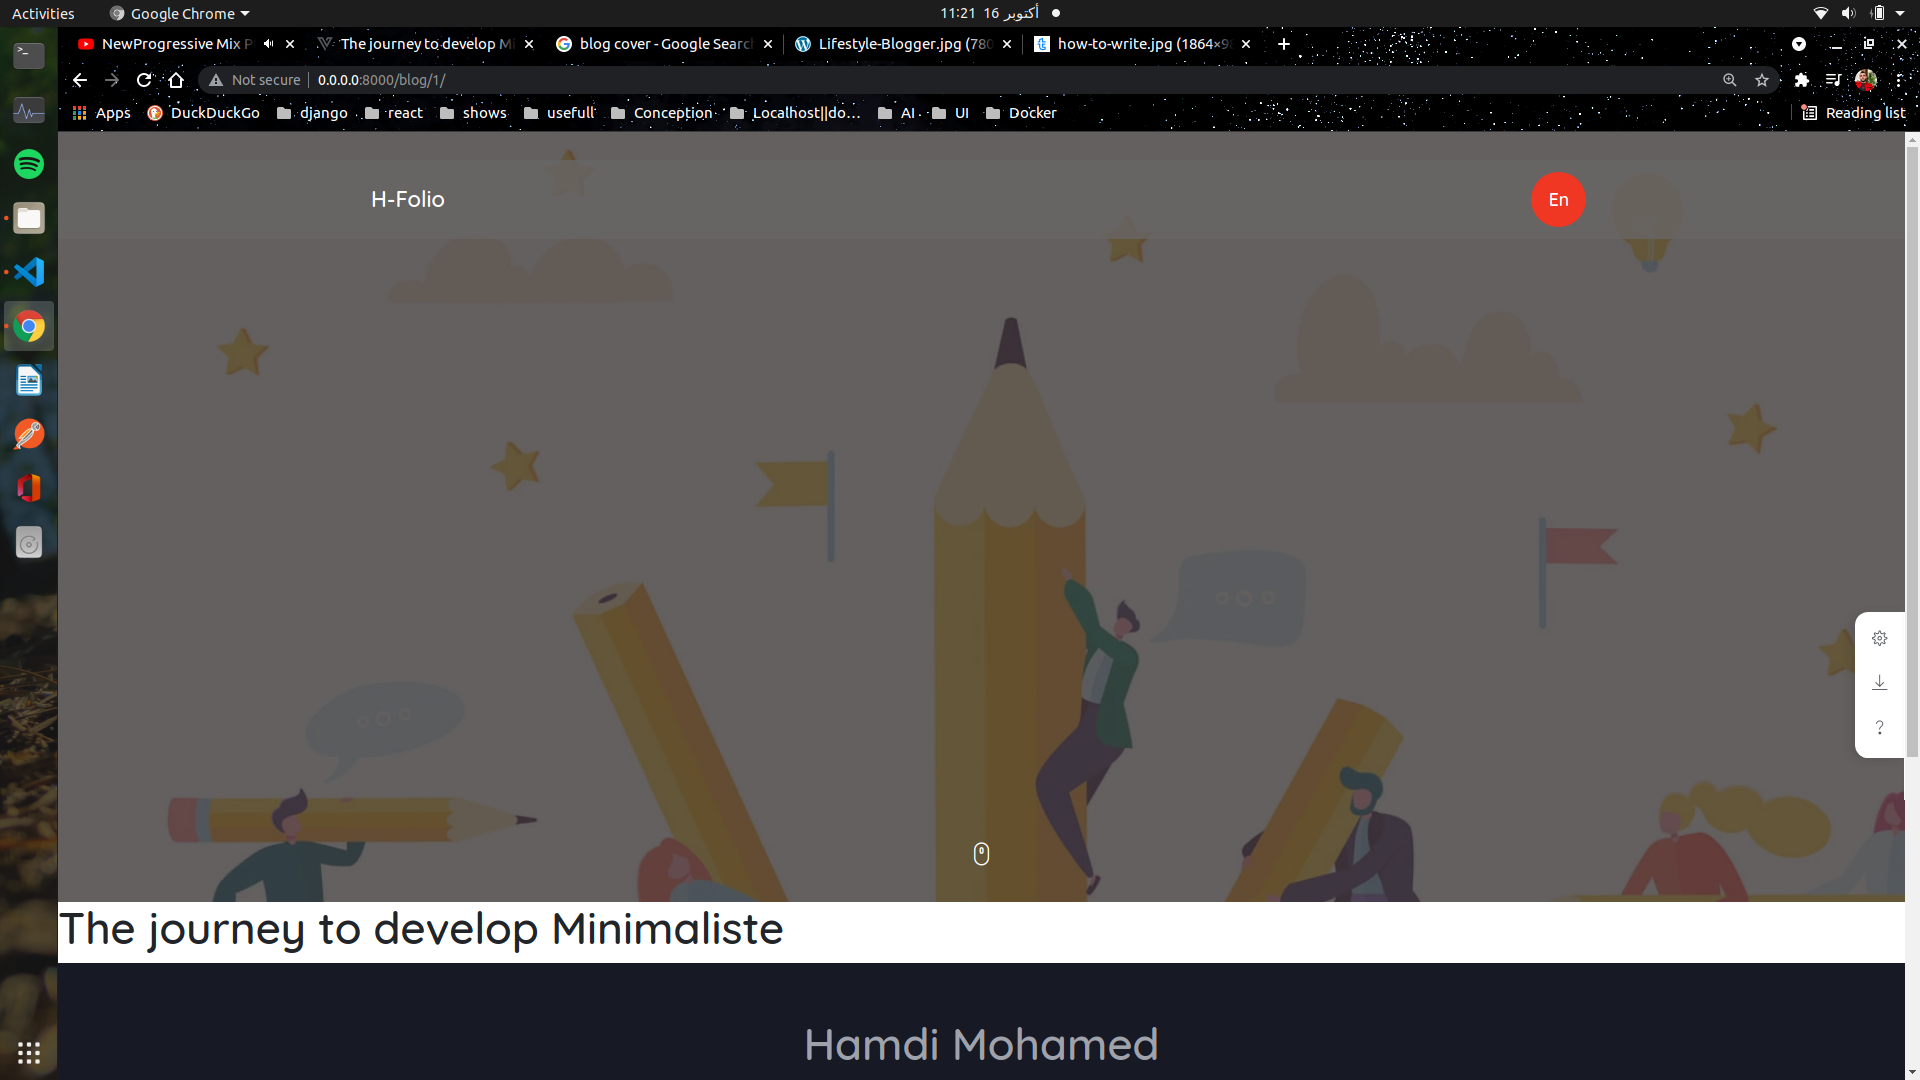 Activities
Google Chrome
11:21 16 أكتوبر
NewProgressive Mix P
The journey to develop Mi
blog cover - Google Searc
Lifestyle-Blogger.jpg (780
how-to-write.jpg (1864×9
Not secure
0.0.0.0:8000/blog/1/
Apps
DuckDuckGo
django
react
shows
usefull
Conception
Localhost||do...
AI
UI
Docker
Reading list
H-Folio
En
?
The journey to develop Minimaliste
Hamdi Mohamed